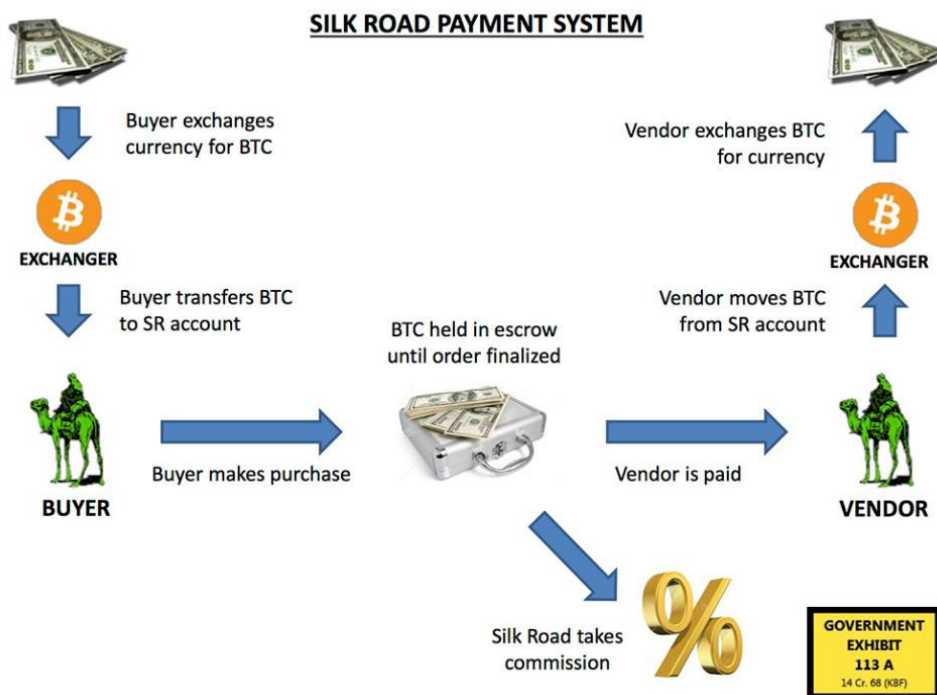 SILK ROAD PAYMENT SYSTEM
Buyer exchanges
currency for BTC
EXCHANGER
Buyer transfers BTC
to SR account
BUYER
Buyer makes purchase
BTC held in escrow
until order finalized
Silk Road takes
commission
Vendor is paid
VENDOR
Vendor moves BTC
from SR account
EXCHANGER
Vendor exchanges BTC
for currency
GOVERNMENT
EXHIBIT
113 A
14 Cr. 68 (KBF)